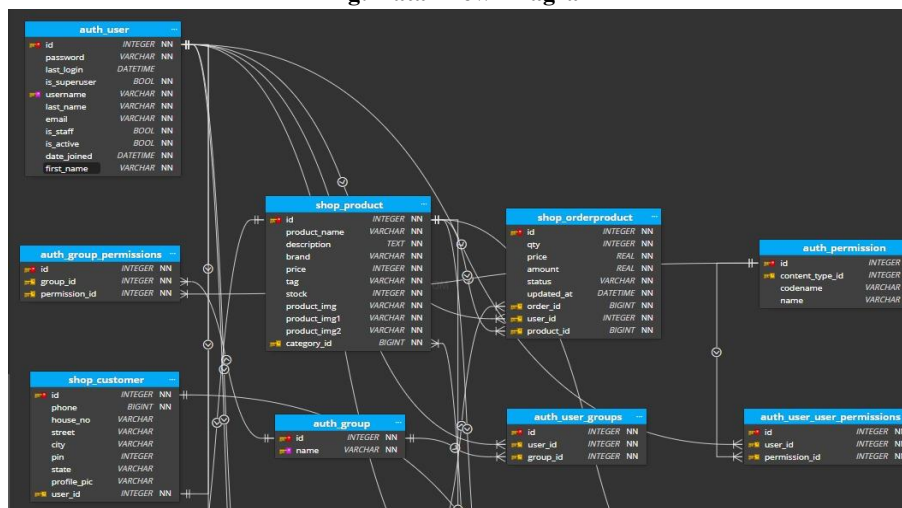 auth_user
id INTEGER NN
password VARCHAR NN
last_login DATETIME
is_superuser BOOL NN
username VARCHAR NN
last_name VARCHAR NN
email VARCHAR NN
is_staff BOOL NN
is_active BOOL NN
date_joined DATETIME NN
first_name VARCHAR NN
shop_product
id INTEGER NN
product_name VARCHAR NN
description TEXT NN
brand VARCHAR NN
price INTEGER NN
tag VARCHAR NN
stock INTEGER NN
product_img VARCHAR NN
product_img1 VARCHAR NN
product_img2 VARCHAR NN
category_id BIGINT NN
shop_orderproduct
id INTEGER NN
qty INTEGER NN
price REAL NN
amount REAL NN
status VARCHAR NN
updated_at DATETIME NN
order_id BIGINT NN
user_id INTEGER NN
product_id BIGINT NN
auth_permission
id INTEGER
content_type_id INTEGER
codename VARCHAR
name VARCHAR
auth_group_permissions
id INTEGER NN
group_id INTEGER NN
permission_id INTEGER NN
shop_customer
id INTEGER NN
phone BIGINT NN
house_no VARCHAR
street VARCHAR
city VARCHAR
pin INTEGER
state VARCHAR
profile_pic VARCHAR
user_id INTEGER NN
auth_group
id INTEGER NN
name VARCHAR NN
auth_user_groups
id INTEGER NN
user_id INTEGER NN
group_id INTEGER NN
auth_user_user_permissions
id INTEGER
user_id INTEGER
permission_id INTEGER